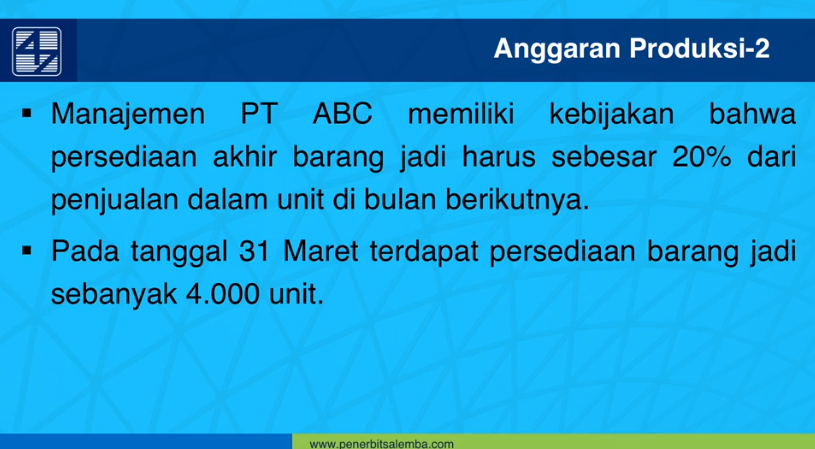 Anggaran Produksi-2
▪ Manajemen PT ABC memiliki kebijakan bahwa
persediaan akhir barang jadi harus sebesar 20% dari
penjualan dalam unit di bulan berikutnya.
▪ Pada tanggal 31 Maret terdapat persediaan barang jadi
sebanyak 4.000 unit.
www.penerbitsalemba.com